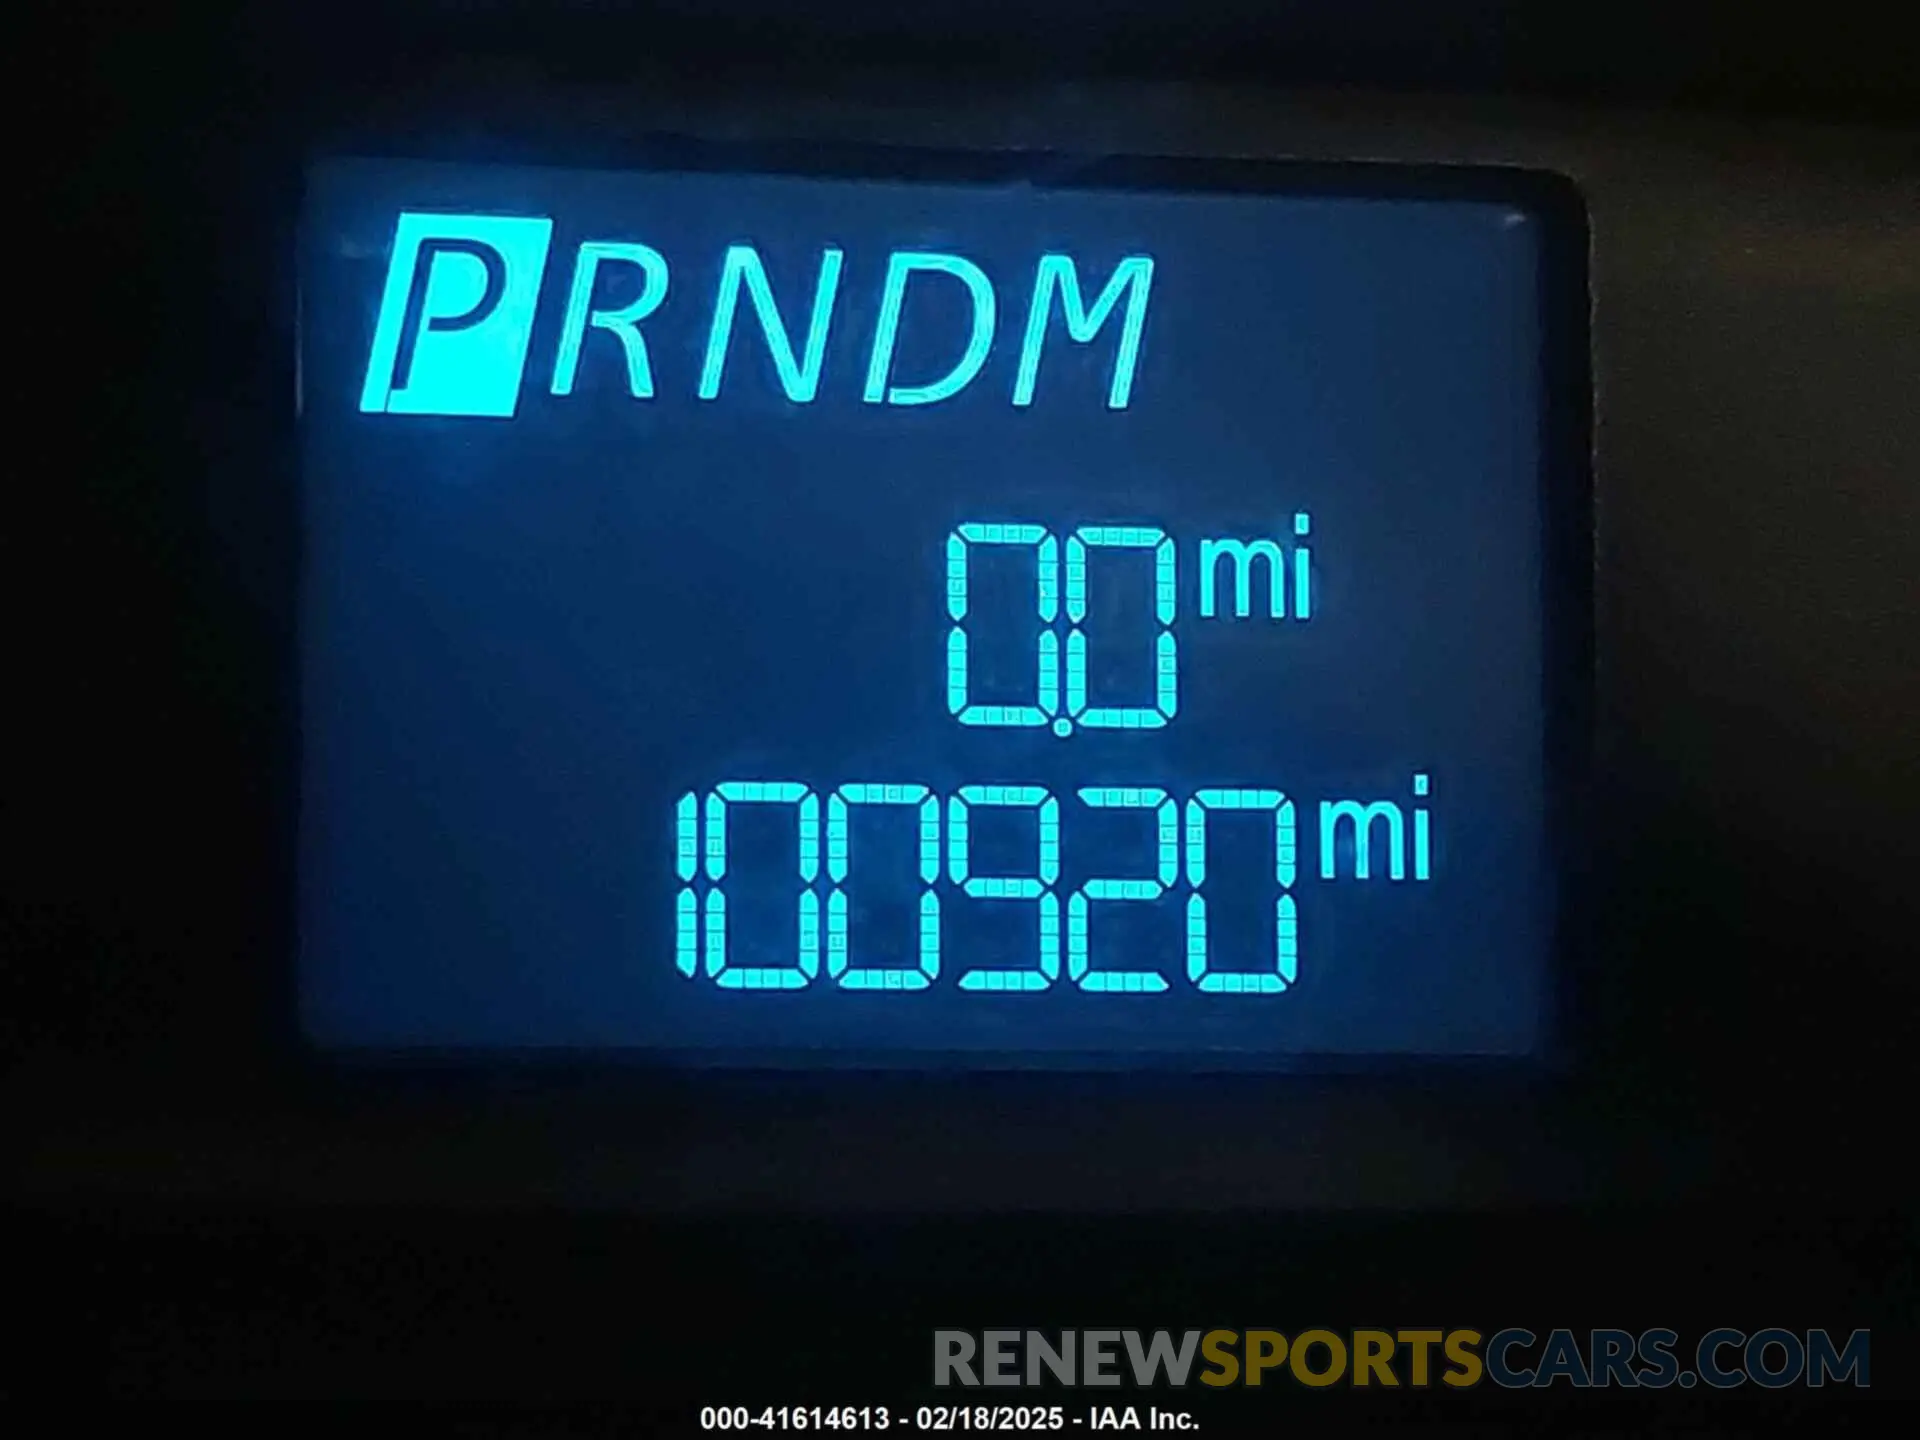 PRNDM
0.0 mi
100920 mi
RENEWSPORTSCARS.COM
000-41614613 - 02/18/2025 - IAA Inc.